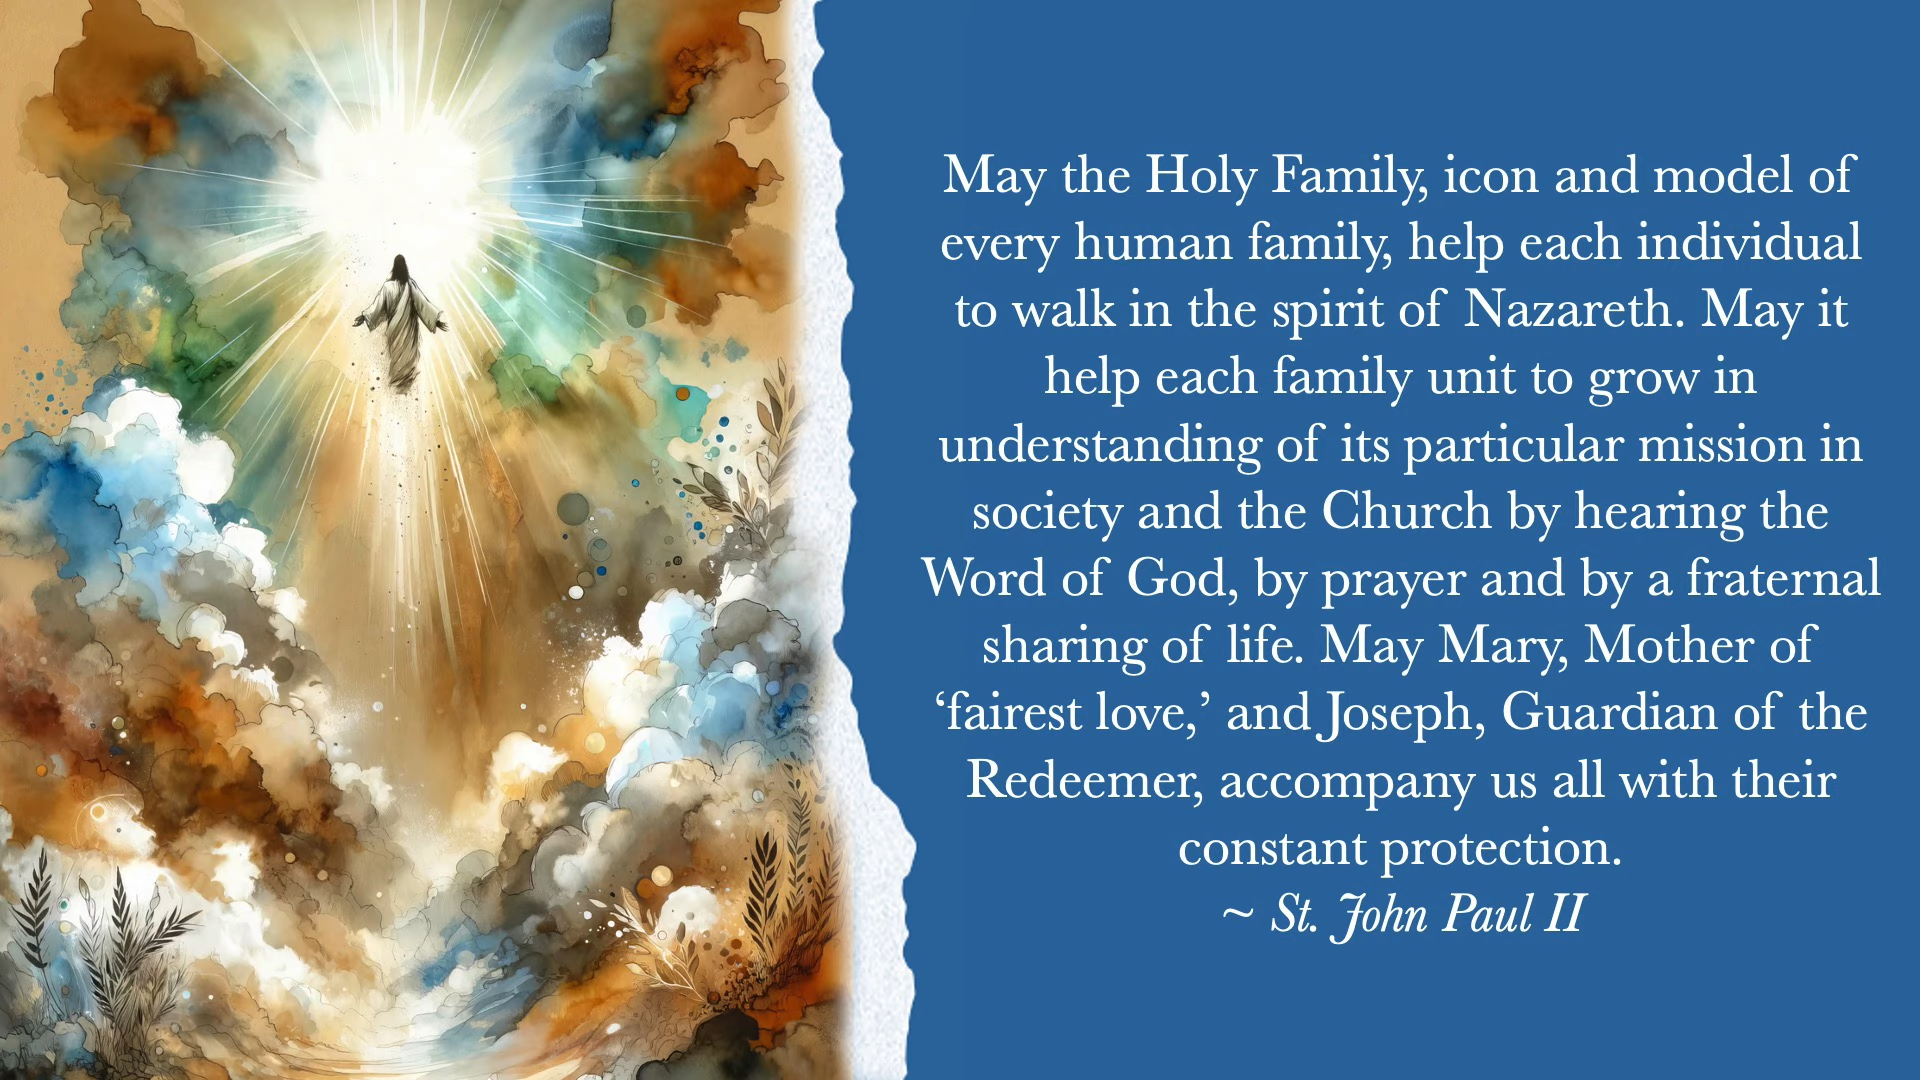 May the Holy Family, icon and model of
every human family, help each individual
to walk in the spirit of Nazareth. May it
help each family unit to grow in
understanding of its particular mission in
society and the Church by hearing the
Word of God, by prayer and by a fraternal
sharing of life. May Mary, Mother of
‘fairest love,’ and Joseph, Guardian of the
Redeemer, accompany us all with their
constant protection.
~ St. John Paul II